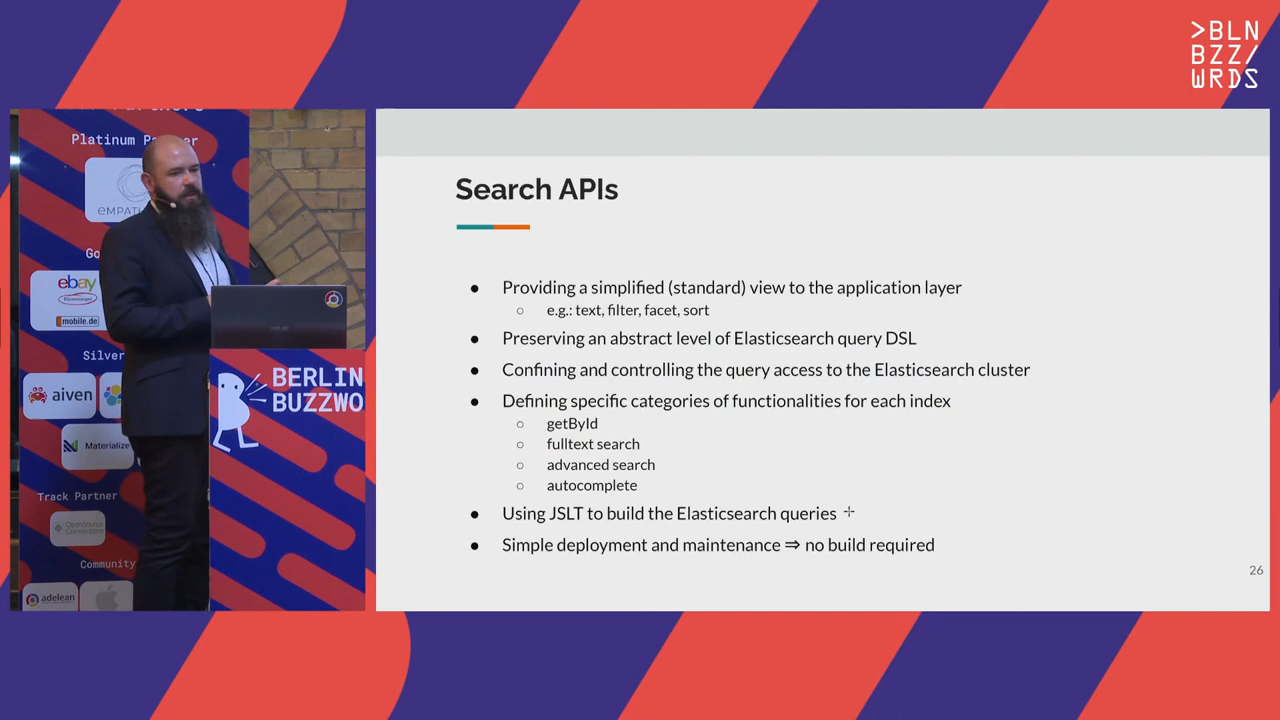 >BLN
BZZ/
WRDS
Platinum
ebay
mobile.de
Silver
aiven
Materialize
Track Partner
OpenSource
Connections
Community
adelean
BERLIN
Search APIs
● Providing a simplified (standard) view to the application layer
○ e.g.: text, filter, facet, sort
● Preserving an abstract level of Elasticsearch query DSL
● Confining and controlling the query access to the Elasticsearch cluster
● Defining specific categories of functionalities for each index
○ getById
○ fulltext search
○ advanced search
○ autocomplete
● Using JSLT to build the Elasticsearch queries
● Simple deployment and maintenance ⇒ no build required
26